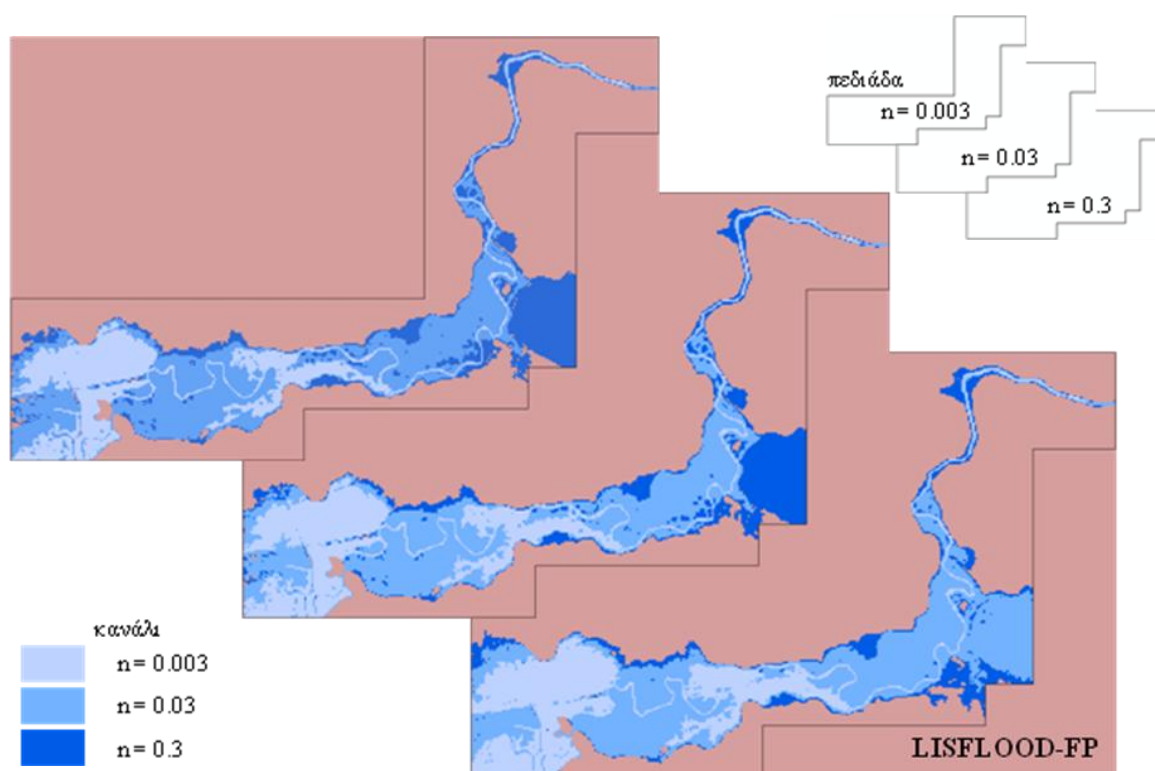 πεδιάδα
n = 0.003
n = 0.03
n = 0.3
κανάλι
n = 0.003
n = 0.03
n = 0.3
LISFLOOD-FP